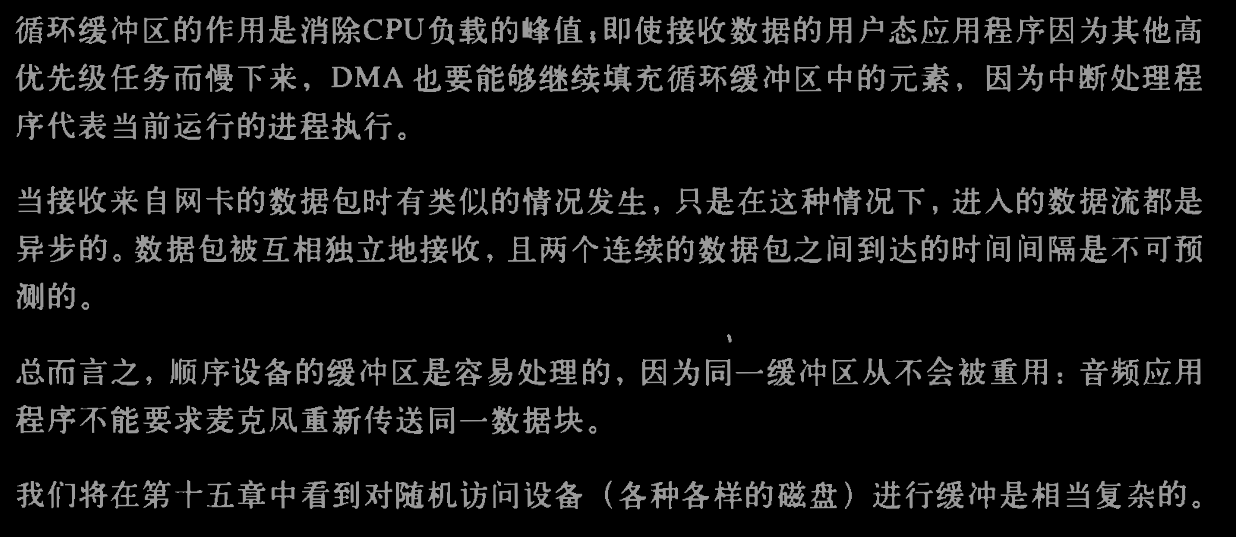 循环缓冲区的作用是消除CPU负载的峰值;即使接收数据的用户态应用程序因为其他高
优先级任务而慢下来，DMA 也要能够继续填充循环缓冲区中的元素，因为中断处理程
序代表当前运行的进程执行。
当接收来自网卡的数据包时有类似的情况发生，只是在这种情况下，进入的数据流都是
异步的。数据包被互相独立地接收，且两个连续的数据包之间到达的时间间隔是不可预
测的。
总而言之，顺序设备的缓冲区是容易处理的，因为同一缓冲区从不会被重用：音频应用
程序不能要求麦克风重新传送同一数据块。
我们将在第十五章中看到对随机访问设备（各种各样的磁盘）进行缓冲是相当复杂的。